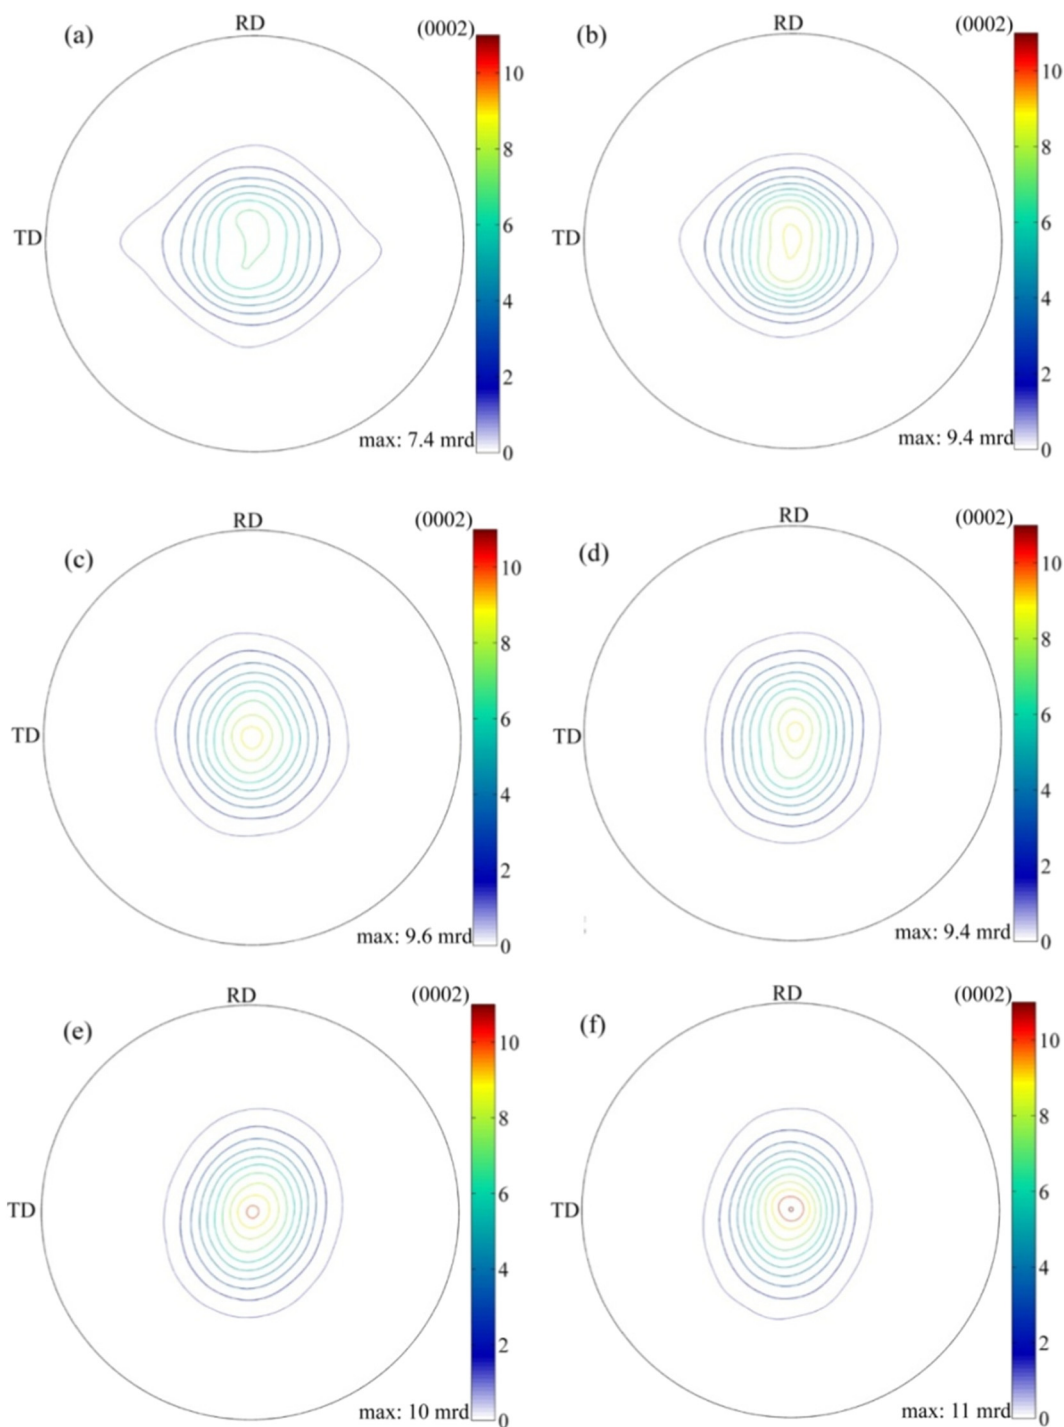 (a) RD (0002)
TD
10
8
6
4
2
0
max: 7.4 mrd
(b) RD (0002)
TD
10
8
6
4
2
0
max: 9.4 mrd
(c) RD (0002)
TD
10
8
6
4
2
0
max: 9.6 mrd
(d) RD (0002)
TD
10
8
6
4
2
0
max: 9.4 mrd
(e) RD (0002)
TD
10
8
6
4
2
0
max: 10 mrd
(f) RD (0002)
TD
10
8
6
4
2
0
max: 11 mrd